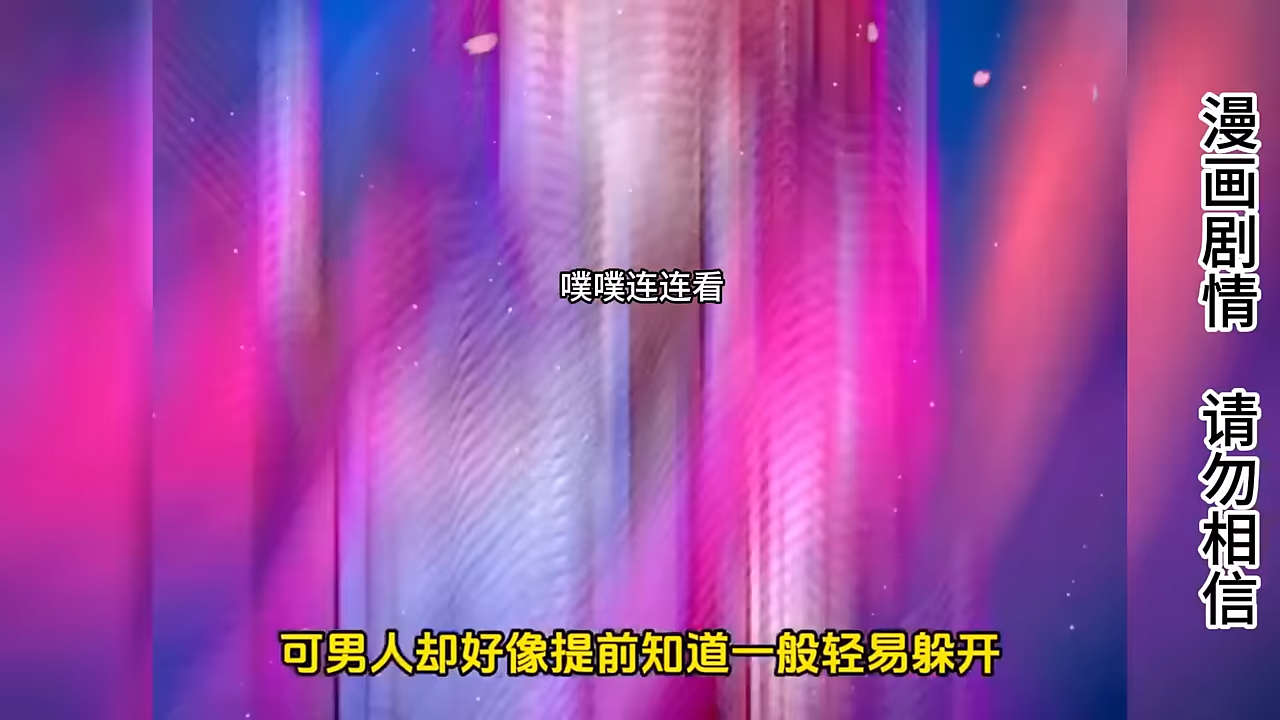 漫画剧情 请勿相信
噗噗连连看
可男人却好像提前知道一般轻易躲开